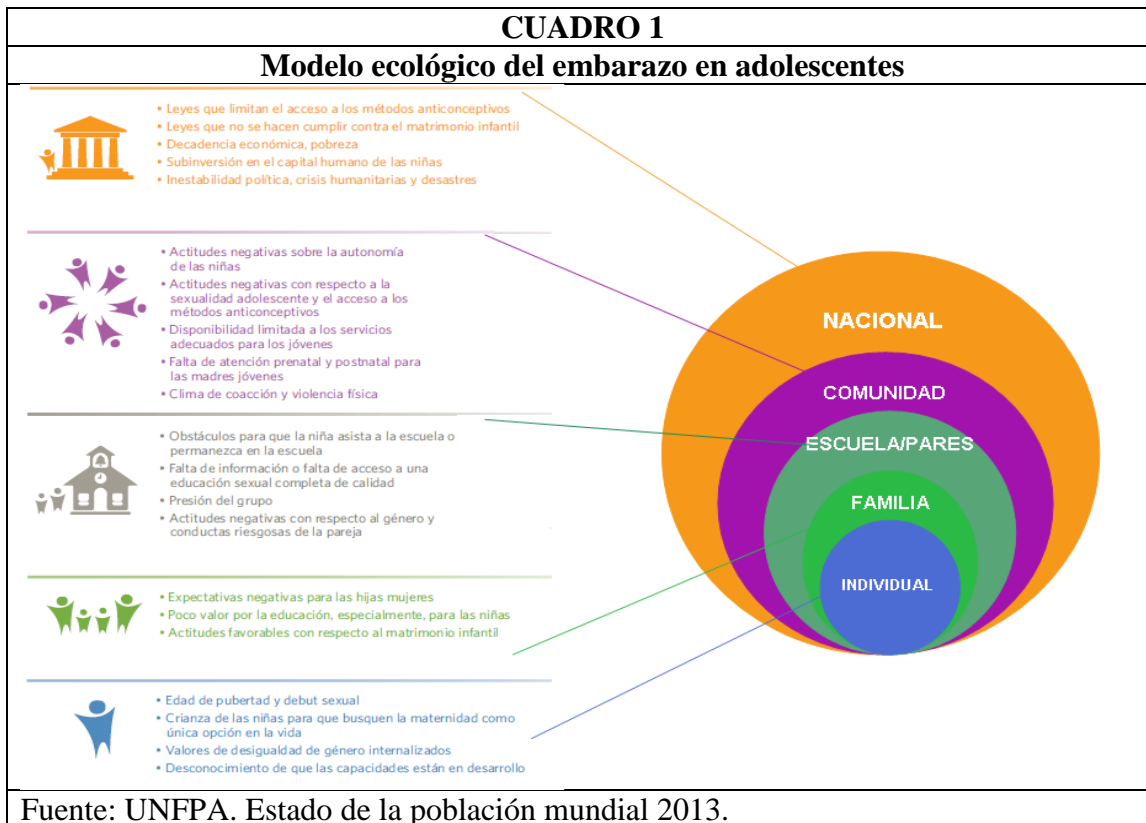 CUADRO 1
Modelo ecológico del embarazo en adolescentes
• Leyes que limitan el acceso a los métodos anticonceptivos
• Leyes que no se hacen cumplir contra el matrimonio infantil
• Decadencia económica, pobreza
• Subinversión en el capital humano de las niñas
• Inestabilidad política, crisis humanitarias y desastres
• Actitudes negativas sobre la autonomía
de las niñas
• Actitudes negativas con respecto a la
sexualidad adolescente y el acceso a los
métodos anticonceptivos
• Disponibilidad limitada a los servicios
adecuados para los jóvenes
• Falta de atención prenatal y postnatal para
las madres jóvenes
• Clima de coacción y violencia física
• Obstáculos para que la niña asista a la escuela o
permanezca en la escuela
• Falta de información o falta de acceso a una
educación sexual completa de calidad
• Presión del grupo
• Actitudes negativas con respecto al género y
conductas riesgosas de la pareja
• Expectativas negativas para las hijas mujeres
• Poco valor por la educación, especialmente, para las niñas
• Actitudes favorables con respecto al matrimonio infantil
• Edad de pubertad y debut sexual
• Crianza de las niñas para que busquen la maternidad como
única opción en la vida
• Valores de desigualdad de género internalizados
• Desconocimiento de que las capacidades están en desarrollo
NACIONAL
COMUNIDAD
ESCUELA/PARES
FAMILIA
INDIVIDUAL
Fuente: UNFPA. Estado de la población mundial 2013.